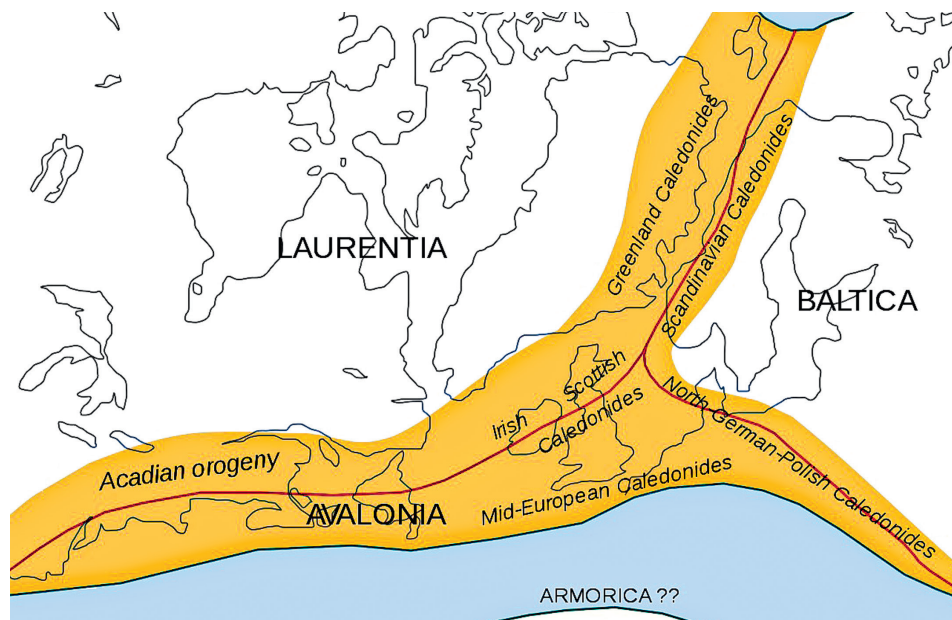 Greenland Caledonides
Scandinavian Caledonides
LAURENTIA
BALTICA
Irish Scottish
Caledonides
North German-Polish Caledonides
Acadian orogeny
AVALONIA
Mid-European Caledonides
ARMORICA ??